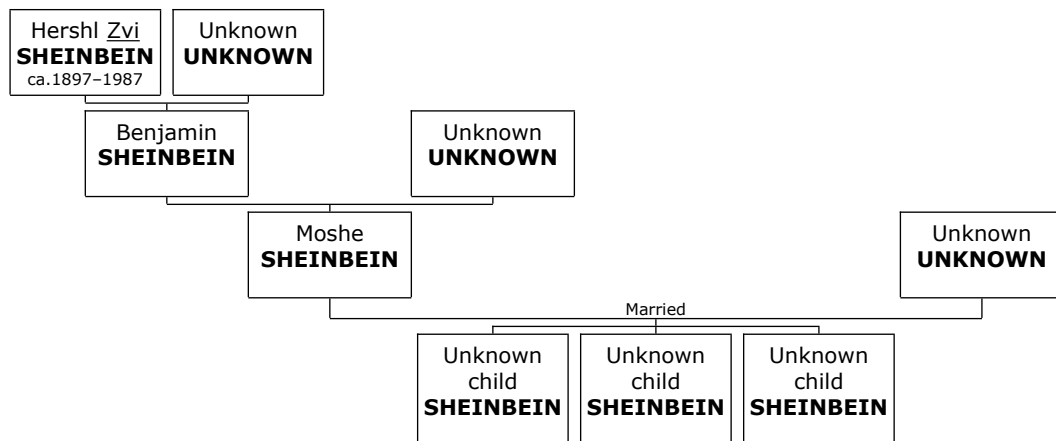 Hershl Zvi
SHEINBEIN
ca.1897–1987
Unknown
UNKNOWN
Benjamin
SHEINBEIN
Unknown
UNKNOWN
Moshe
SHEINBEIN
Unknown
UNKNOWN
Married
Unknown
child
SHEINBEIN
Unknown
child
SHEINBEIN
Unknown
child
SHEINBEIN